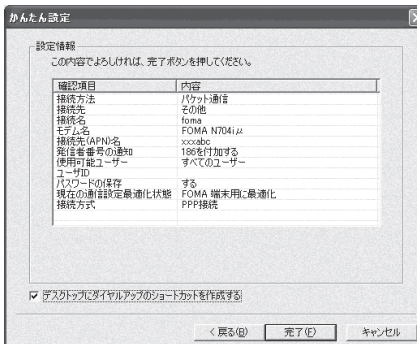 かんたん設定
設定情報
この内容でよろしければ、完了ボタンを押してください。
確認項目 内容
接続方法 パケット通信
接続先 その他
接続名 foma
モデム名 FOMA N704iμ
接続先(APN)名 xxxabc
発信者番号の通知 186を付加する
使用可能ユーザー すべてのユーザー
ユーザID
パスワードの保存 する
現在の通信設定最適化状態 FOMA 端末用に最適化
接続方式 PPP接続
デスクトップにダイヤルアップのショートカットを作成する
< 戻る(B) 完了(F) キャンセル